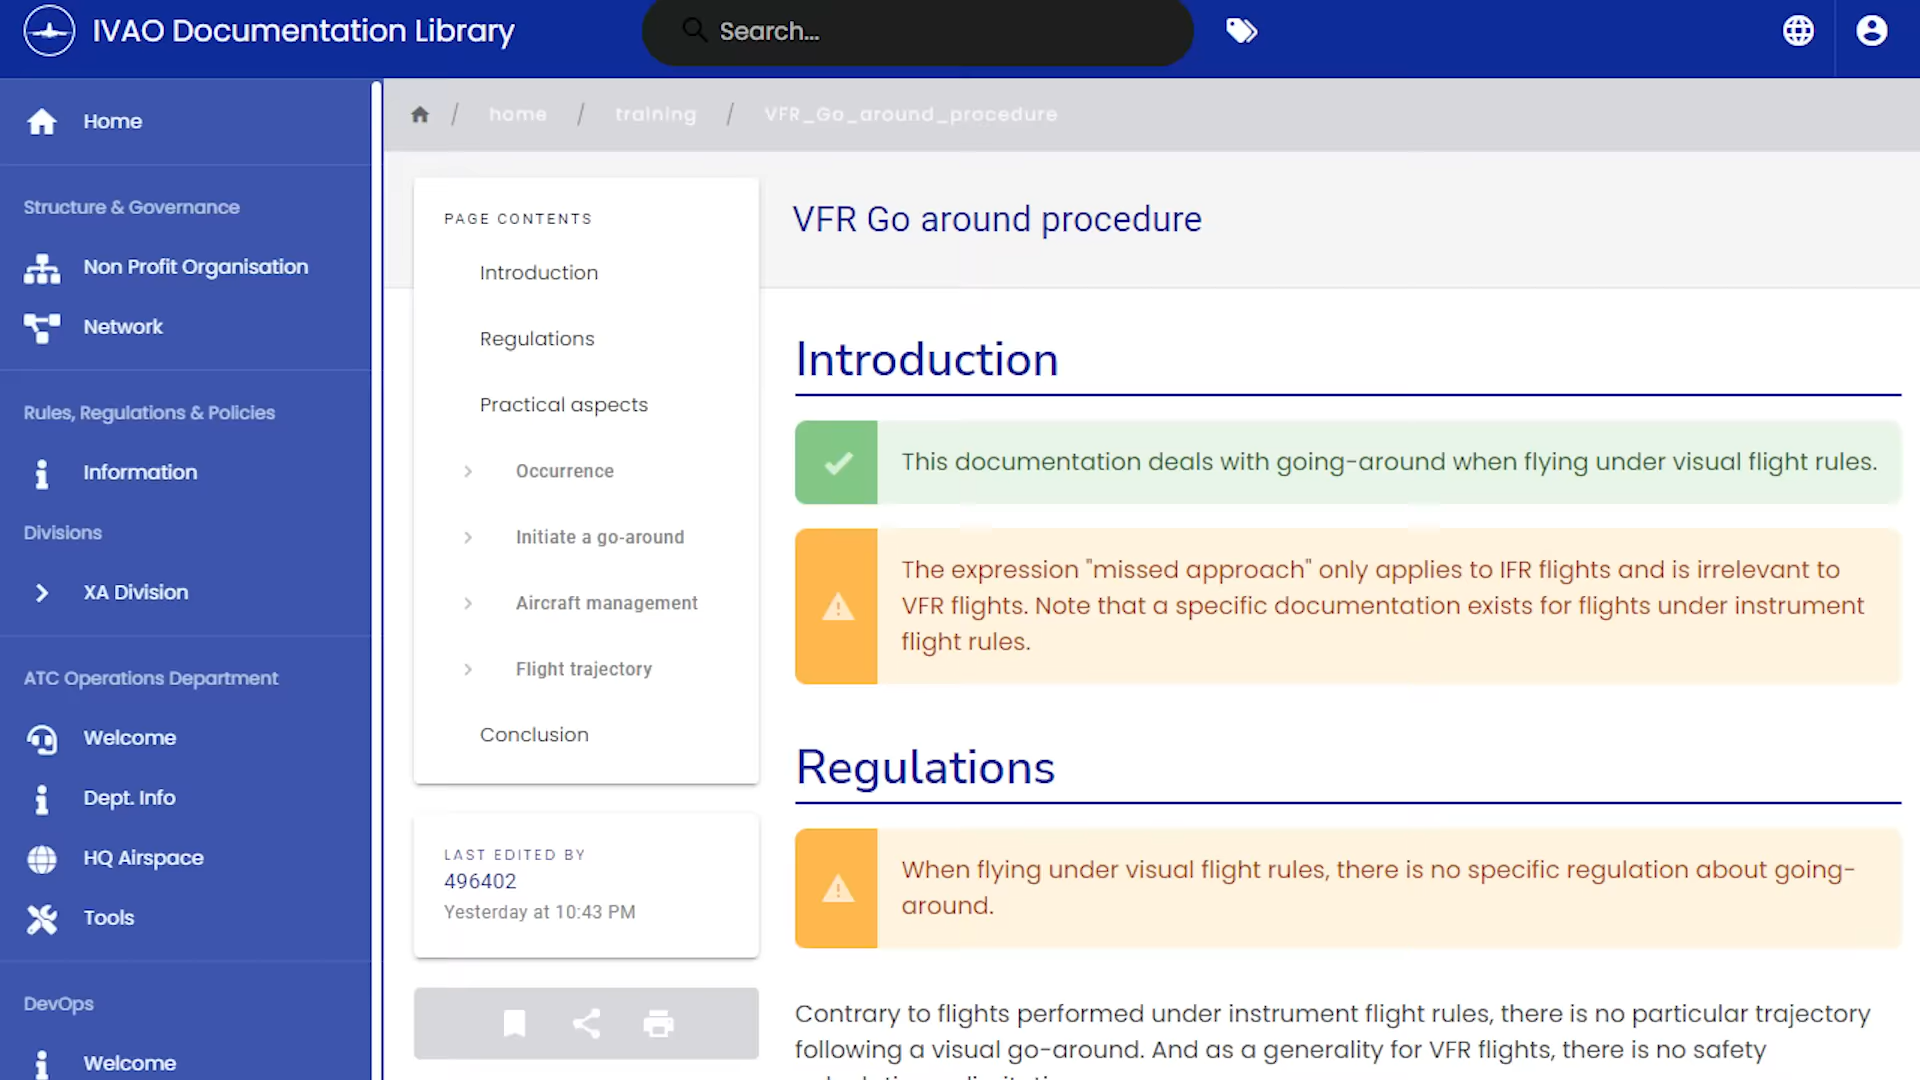 IVAO Documentation Library
Search...
Home
Structure & Governance
Non Profit Organisation
Network
Rules, Regulations & Policies
Information
Divisions
XA Division
ATC Operations Department
Welcome
Dept. Info
HQ Airspace
Tools
DevOps
Welcome
/ home / training / VFR_Go_around_procedure
PAGE CONTENTS
Introduction
Regulations
Practical aspects
Occurrence
Initiate a go-around
Aircraft management
Flight trajectory
Conclusion
LAST EDITED BY
496402
Yesterday at 10:43 PM
VFR Go around procedure
Introduction
This documentation deals with going-around when flying under visual flight rules.
The expression "missed approach" only applies to IFR flights and is irrelevant to
VFR flights. Note that a specific documentation exists for flights under instrument
flight rules.
Regulations
When flying under visual flight rules, there is no specific regulation about going-
around.
Contrary to flights performed under instrument flight rules, there is no particular trajectory
following a visual go-around. And as a generality for VFR flights, there is no safety